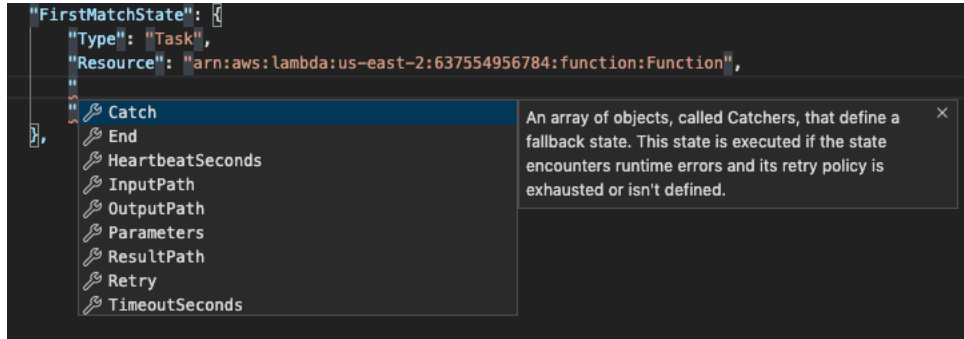 "FirstMatchState": {
"Type": "Task",
"Resource": "arn:aws:lambda:us-east-2:637554956784:function:Function",
"
"
},
Catch
End
HeartbeatSeconds
InputPath
OutputPath
Parameters
ResultPath
Retry
TimeoutSeconds
An array of objects, called Catchers, that define a
fallback state. This state is executed if the state
encounters runtime errors and its retry policy is
exhausted or isn't defined.